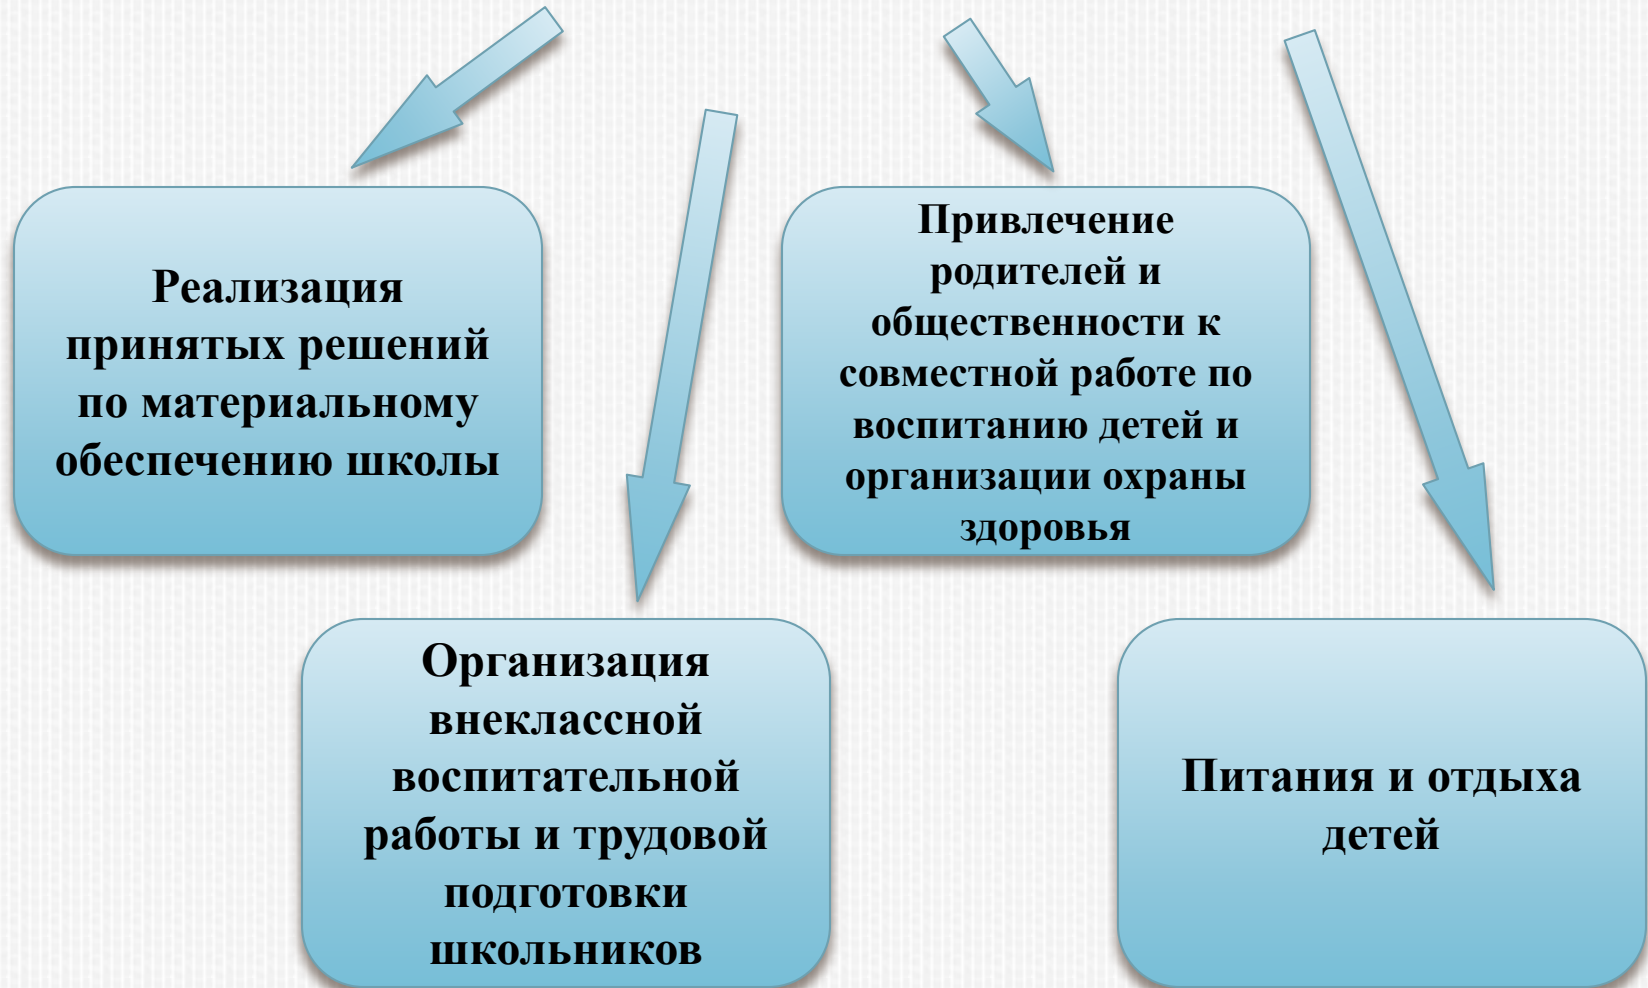 Реализация
принятых решений
по материальному
обеспечению школы
Привлечение
родителей и
общественности к
совместной работе по
воспитанию детей и
организации охраны
здоровья
Организация
внеклассной
воспитательной
работы и трудовой
подготовки
школьников
Питания и отдыха
детей